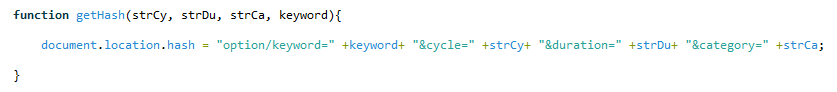 function getHash(strCy, strDu, strCa, keyword){
document.location.hash = "option/keyword=" +keyword+ "&cycle=" +strCy+ "&duration=" +strDu+ "&category=" +strCa;
}